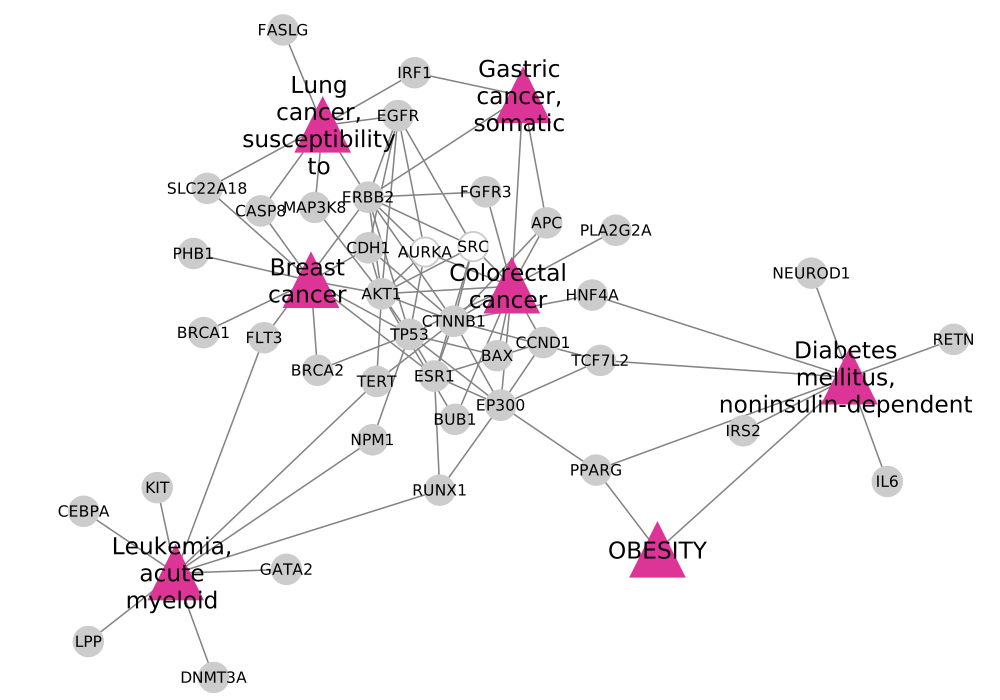 FASLG
Lung
cancer,
susceptibility
to
IRF1
Gastric
cancer,
somatic
EGFR
SLC22A18
CASP8
MAP3K8
ERBB2
FGFR3
APC
PLA2G2A
PHB1
CDH1
AURKA
SRC
Breast
cancer
AKT1
Colorectal
cancer
HNF4A
NEUROD1
BRCA1
FLT3
TP53
CTNNB1
CCND1
BAX
TCF7L2
RETN
Diabetes
mellitus,
noninsulin-dependent
BRCA2
TERT
ESR1
EP300
BUB1
NPM1
IRS2
PPARG
IL6
RUNX1
KIT
CEBPA
Leukemia,
acute
myeloid
GATA2
OBESITY
LPP
DNMT3A